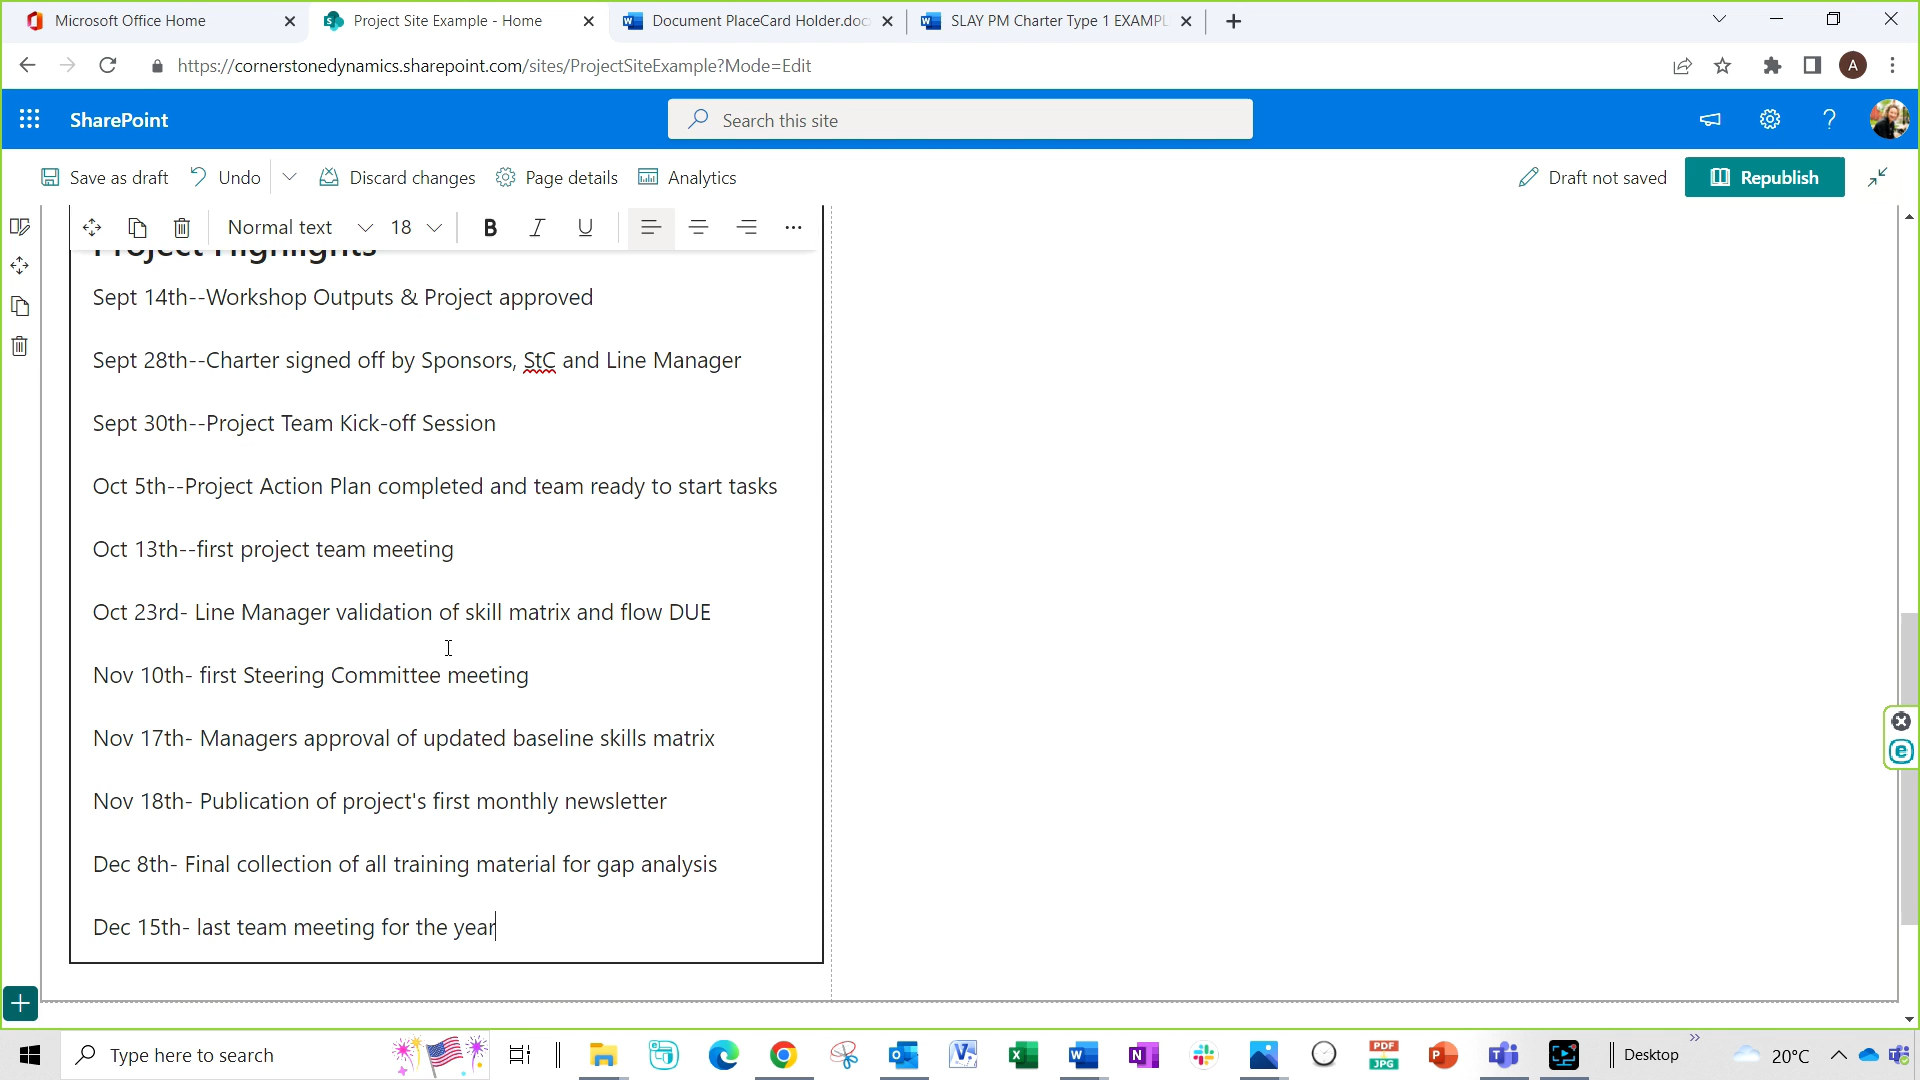 Microsoft Office Home
Project Site Example - Home
Document PlaceCard Holder.doc
SLAY PM Charter Type 1 EXAMPL
https://cornerstonedynamics.sharepoint.com/sites/ProjectSiteExample?Mode=Edit
A
SharePoint
Search this site
Save as draft
Undo
Discard changes
Page details
Analytics
Draft not saved
Republish
Normal text
18
B
I
U
Project Highlights
Sept 14th--Workshop Outputs & Project approved
Sept 28th--Charter signed off by Sponsors, StC and Line Manager
Sept 30th--Project Team Kick-off Session
Oct 5th--Project Action Plan completed and team ready to start tasks
Oct 13th--first project team meeting
Oct 23rd- Line Manager validation of skill matrix and flow DUE
Nov 10th- first Steering Committee meeting
Nov 17th- Managers approval of updated baseline skills matrix
Nov 18th- Publication of project's first monthly newsletter
Dec 8th- Final collection of all training material for gap analysis
Dec 15th- last team meeting for the year
Type here to search
PDF
JPG
Desktop
20°C